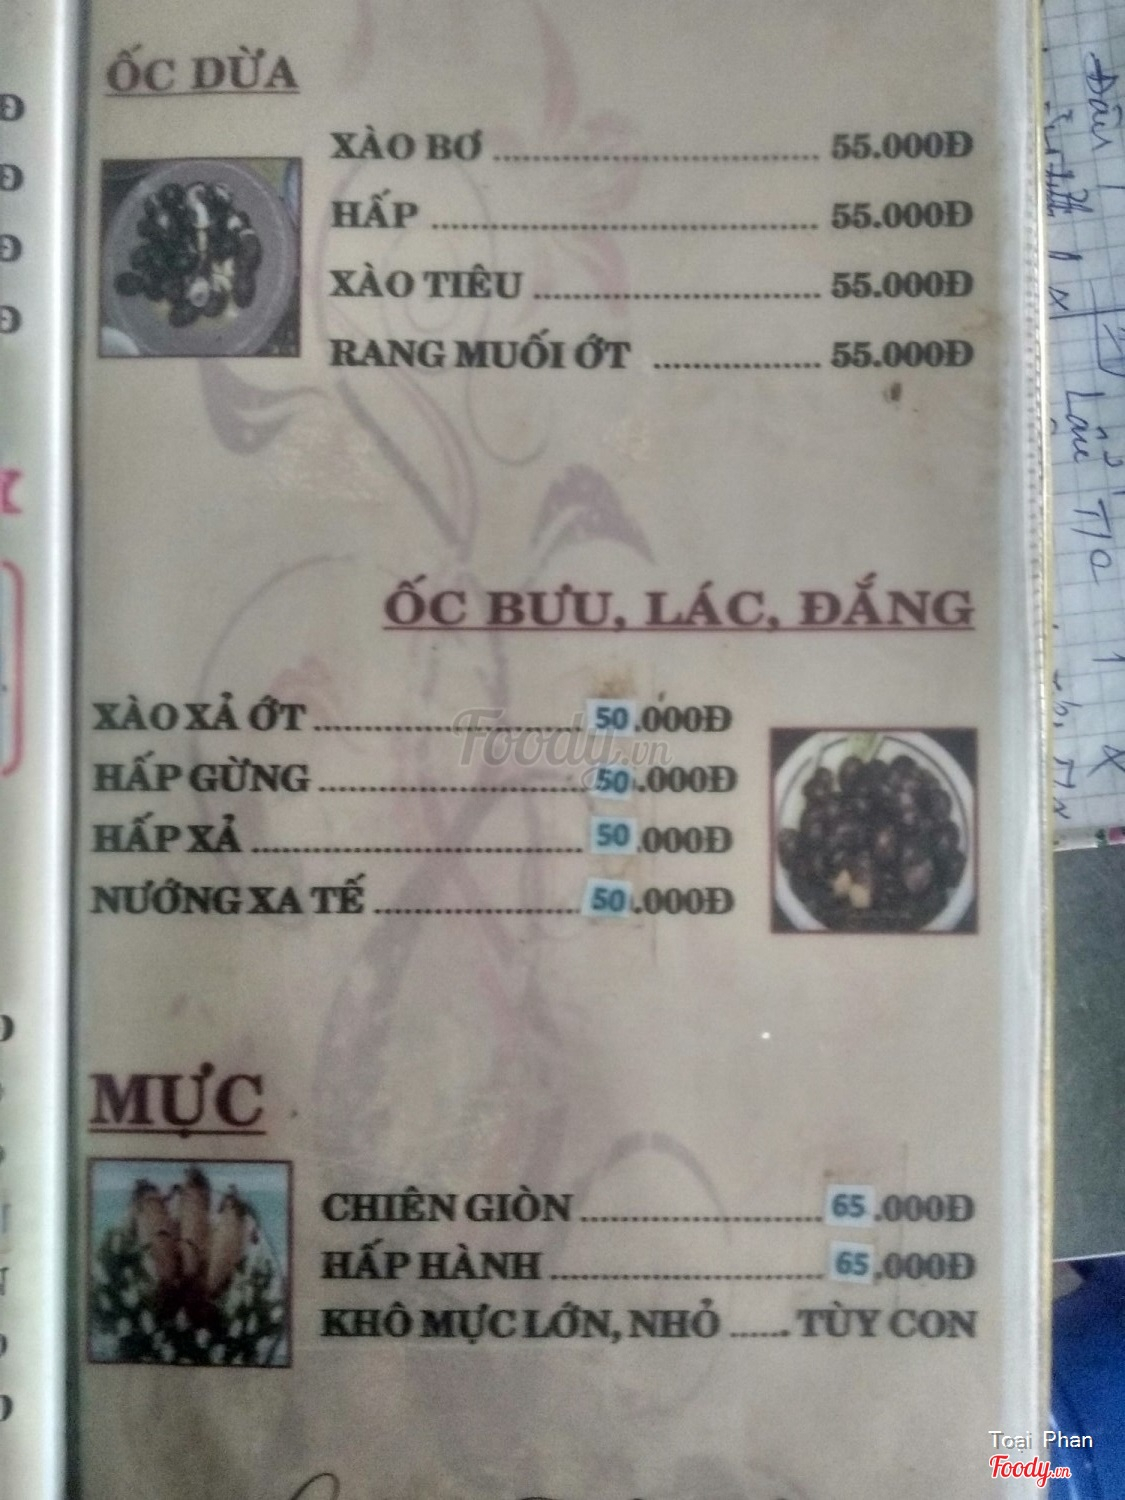 ỐC DỪA
XÀO BƠ ........................................ 55.000Đ
HẤP ................................................ 55.000Đ
XÀO TIÊU ................................... 55.000Đ
RANG MUỐI ỚT ..................... 55.000Đ
ỐC BƯU, LÁC, ĐẮNG
XÀO XẢ ỚT ................................. 50.000Đ
HẤP GỪNG ................................. 50.000Đ
HẤP XẢ ......................................... 50.000Đ
NƯỚNG XA TẾ .......................... 50.000Đ
Foody.vn
MỰC
CHIÊN GIÒN .............................. 65.000Đ
HẤP HÀNH .................................. 65.000Đ
KHÔ MỰC LỚN, NHỎ ....... TÙY CON
Toại Phan
Foody.vn